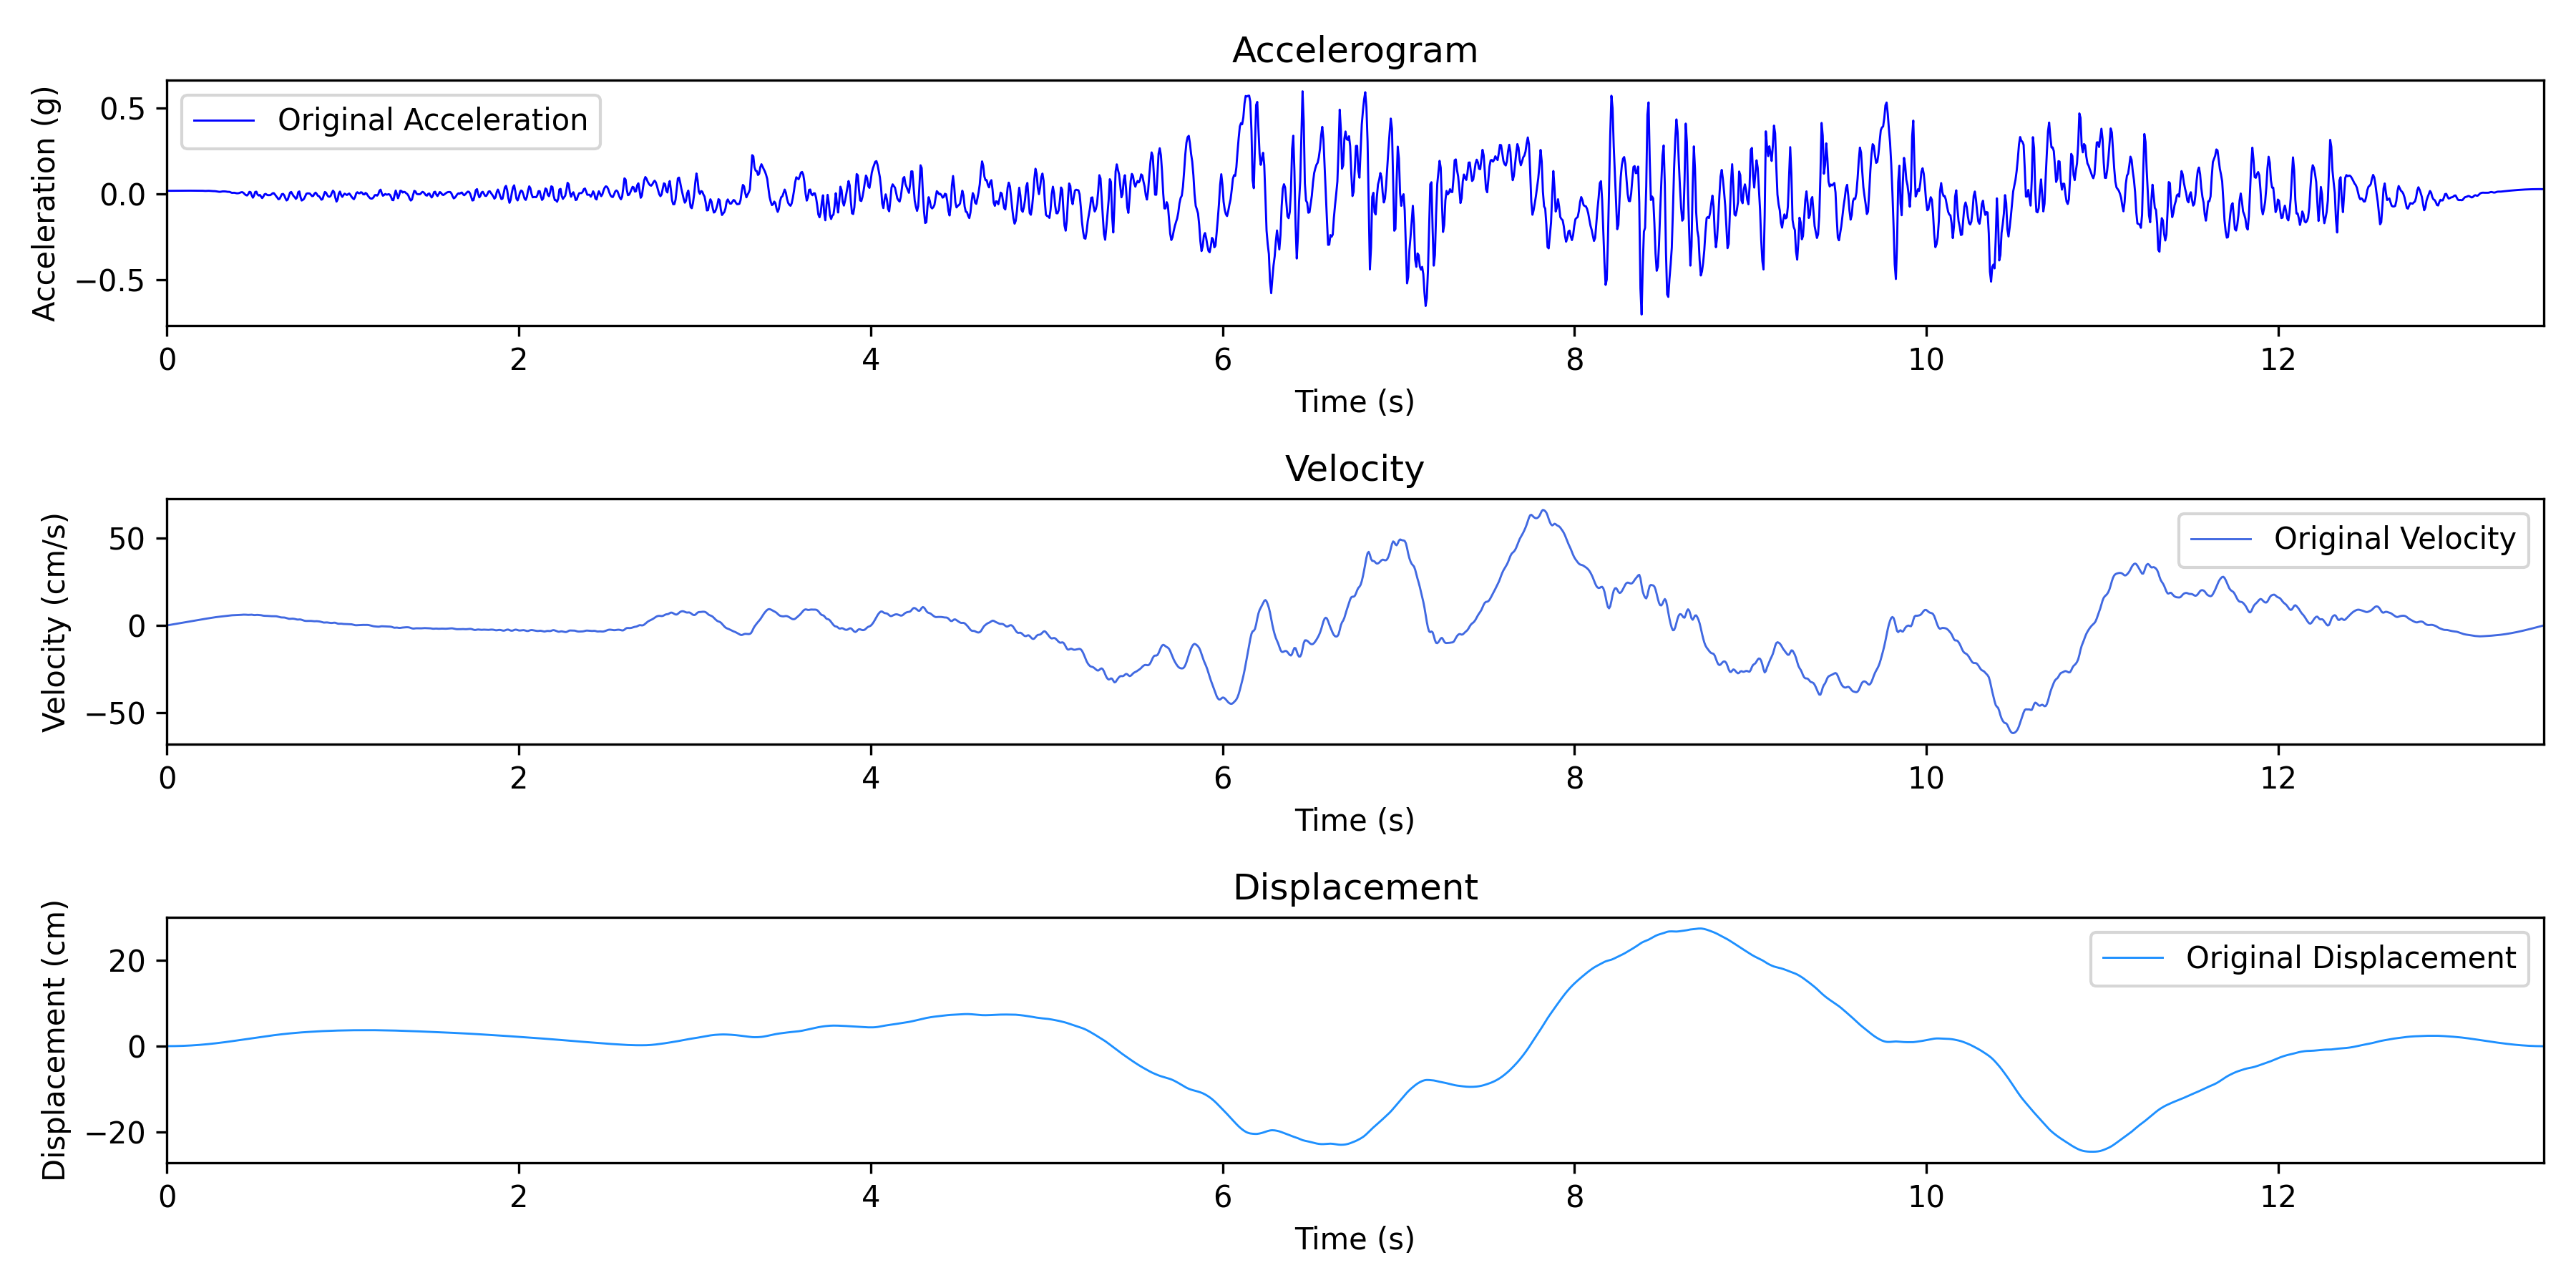 Accelerogram
Acceleration (g)
0.5
0.0
−0.5
Original Acceleration
0 2 4 6 8 10 12
Time (s)
Velocity
Velocity (cm/s)
50
0
−50
Original Velocity
0 2 4 6 8 10 12
Time (s)
Displacement
Displacement (cm)
20
0
−20
Original Displacement
0 2 4 6 8 10 12
Time (s)